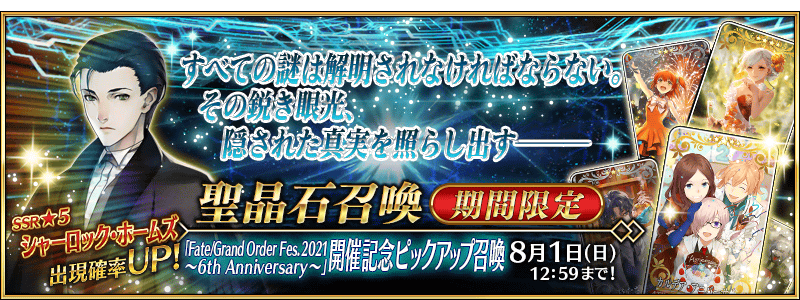 すべての謎は解明されなければならない。
その鋭き眼光、
隠された真実を照らし出す――
聖晶石召喚
期間限定
SSR★5
シャーロック・ホームズ
出現確率UP!
「Fate/Grand Order Fes. 2021
～6th Anniversary～」
開催記念ピックアップ召喚
8月1日(日)
12:59まで!